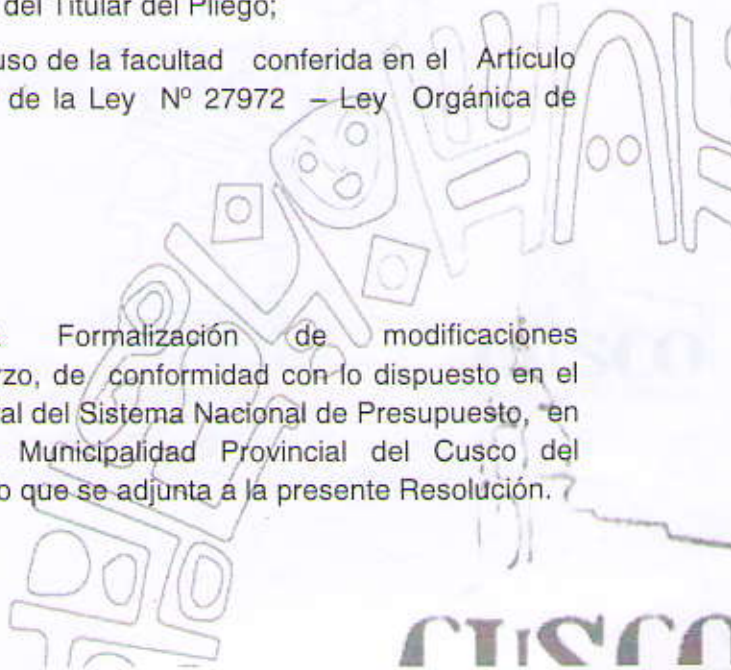 del Titular del Pliego;
uso de la facultad conferida en el Artículo
de la Ley Nº 27972 – Ley Orgánica de
Formalización de modificaciones
rzo, de conformidad con lo dispuesto en el
al del Sistema Nacional de Presupuesto, en
Municipalidad Provincial del Cusco del
o que se adjunta a la presente Resolución.
CUSCO